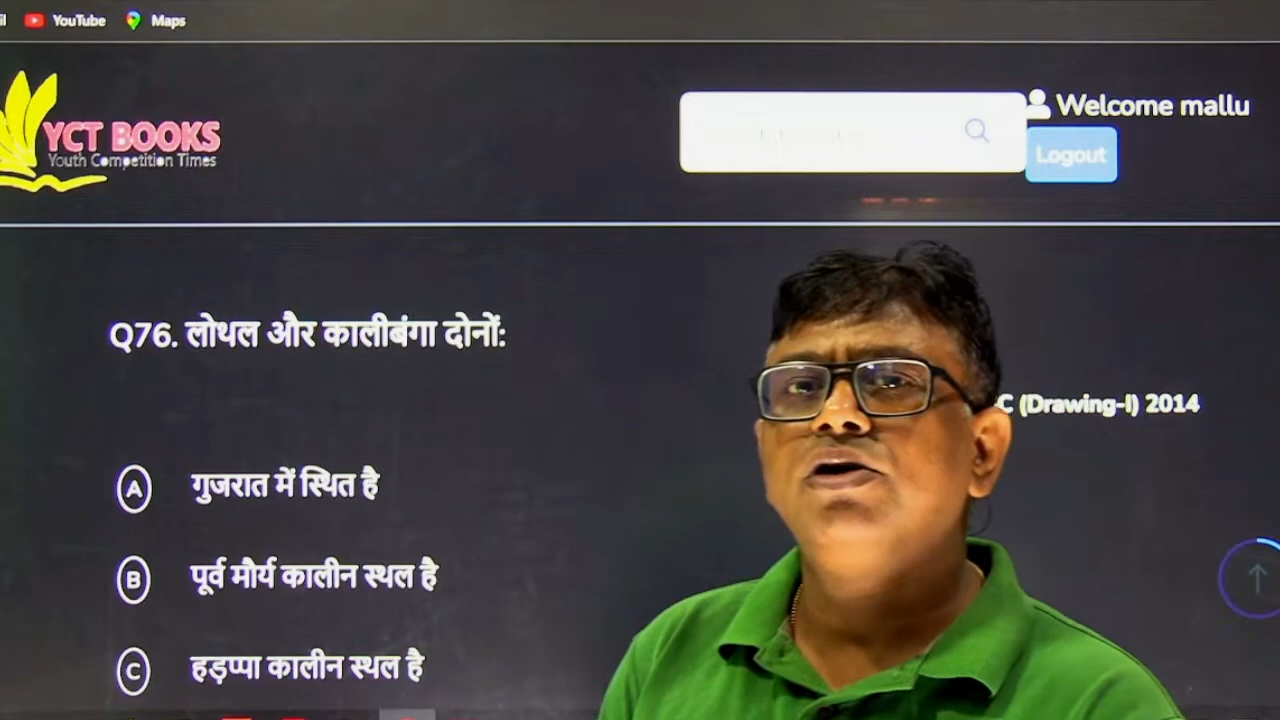 YouTube
Maps
YCT BOOKS
Youth Competition Times
Welcome mallu
Logout
Q76. लोथल और कालीबंगा दोनों:
C (Drawing-I) 2014
A गुजरात में स्थित है
B पूर्व मौर्य कालीन स्थल है
C हड़प्पा कालीन स्थल है